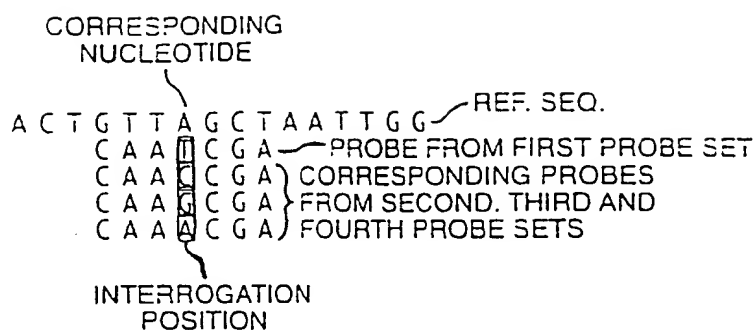 CORRESPONDING
NUCLEOTIDE
A C T G T T A G C T A A T T G G REF. SEQ.
C A A T C G A PROBE FROM FIRST PROBE SET
C A A C C G A CORRESPONDING PROBES
C A A G C G A FROM SECOND. THIRD AND
C A A A C G A FOURTH PROBE SETS
INTERROGATION
POSITION